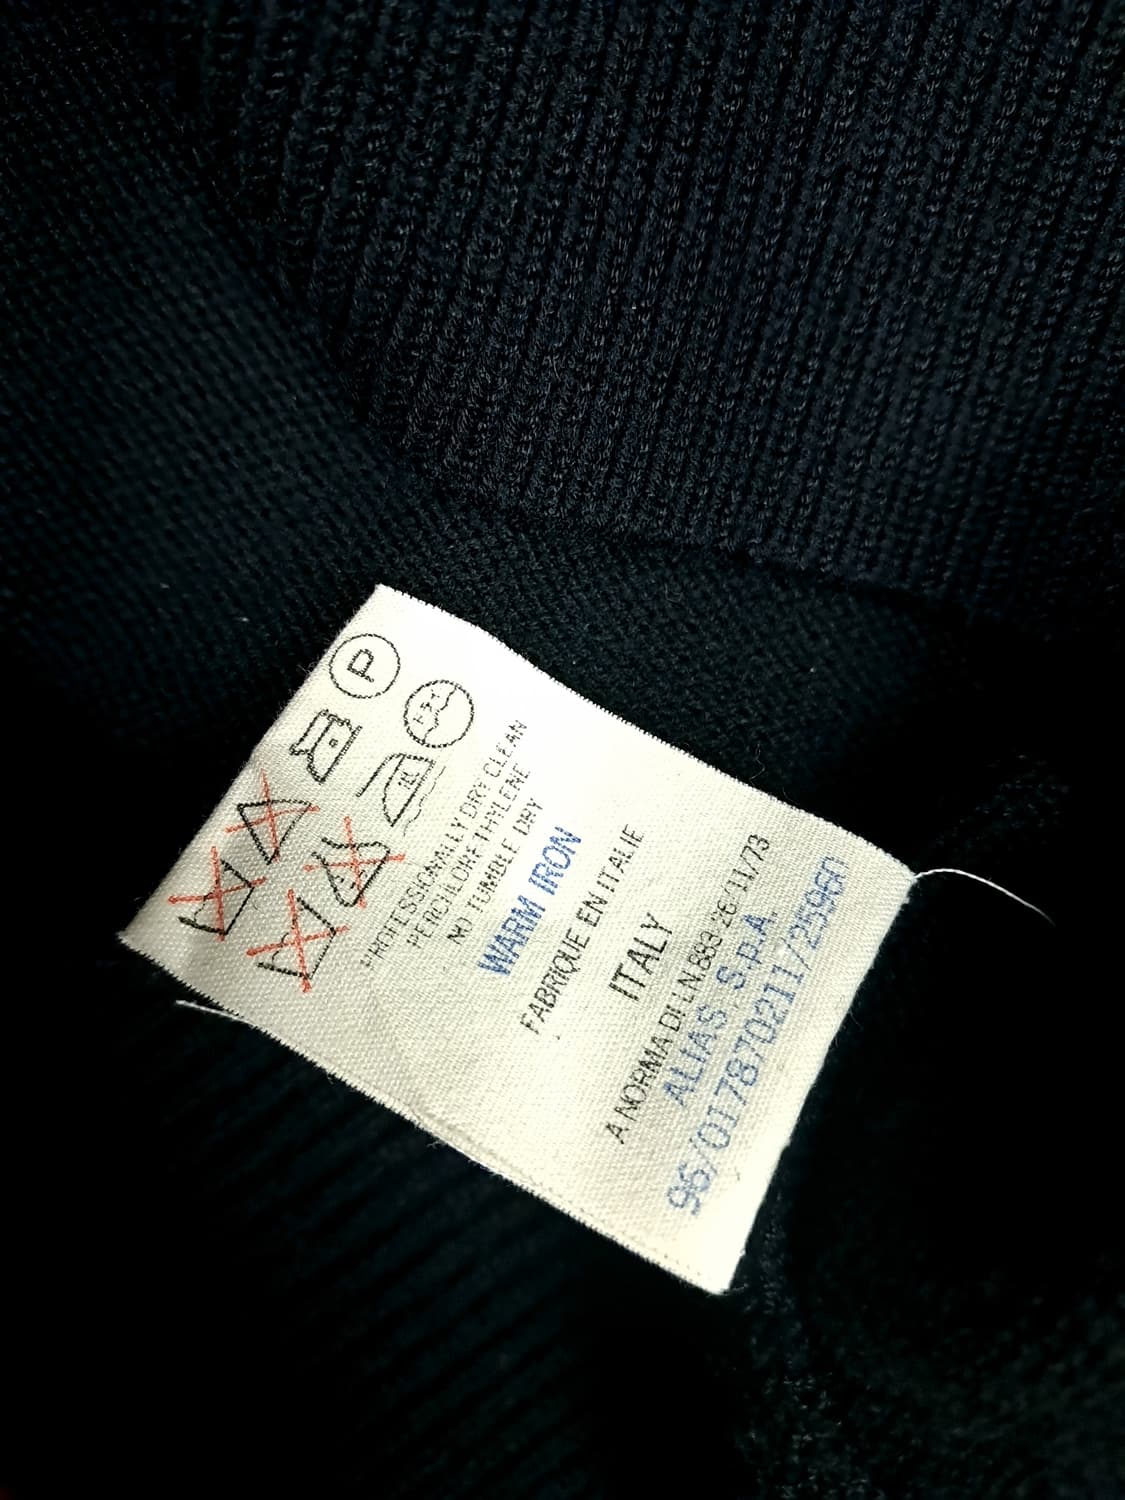 P
PROFESSIONALLY DRY CLEAN
PERCHLORETHYLENE
NO TUMBLE DRY
WARM IRON
FABRIQUE EN ITALIE
ITALY
A NORMA DI L.N.883 26/11/73
ALIAS S.p.A.
96/017870211/25960